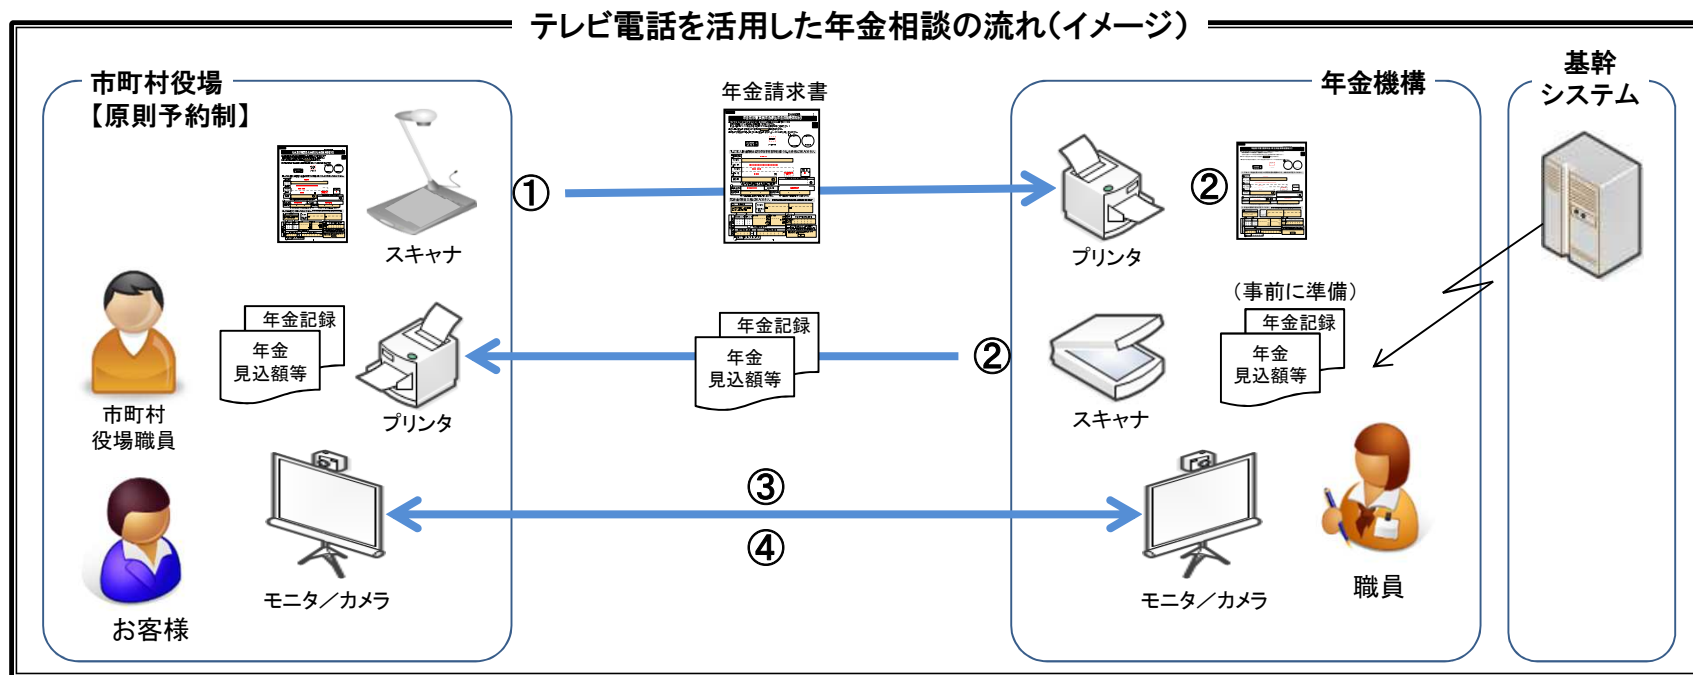 テレビ電話を活用した年金相談の流れ(イメージ)
市町村役場
【原則予約制】
スキャナ
①
年金請求書
年金機構
プリンタ
②
基幹
システム
市町村
役場職員
年金記録
年金
見込額等
プリンタ
年金記録
年金
見込額等
②
スキャナ
(事前に準備)
年金記録
年金
見込額等
お客様
モニタ/カメラ
③
④
モニタ/カメラ
職員